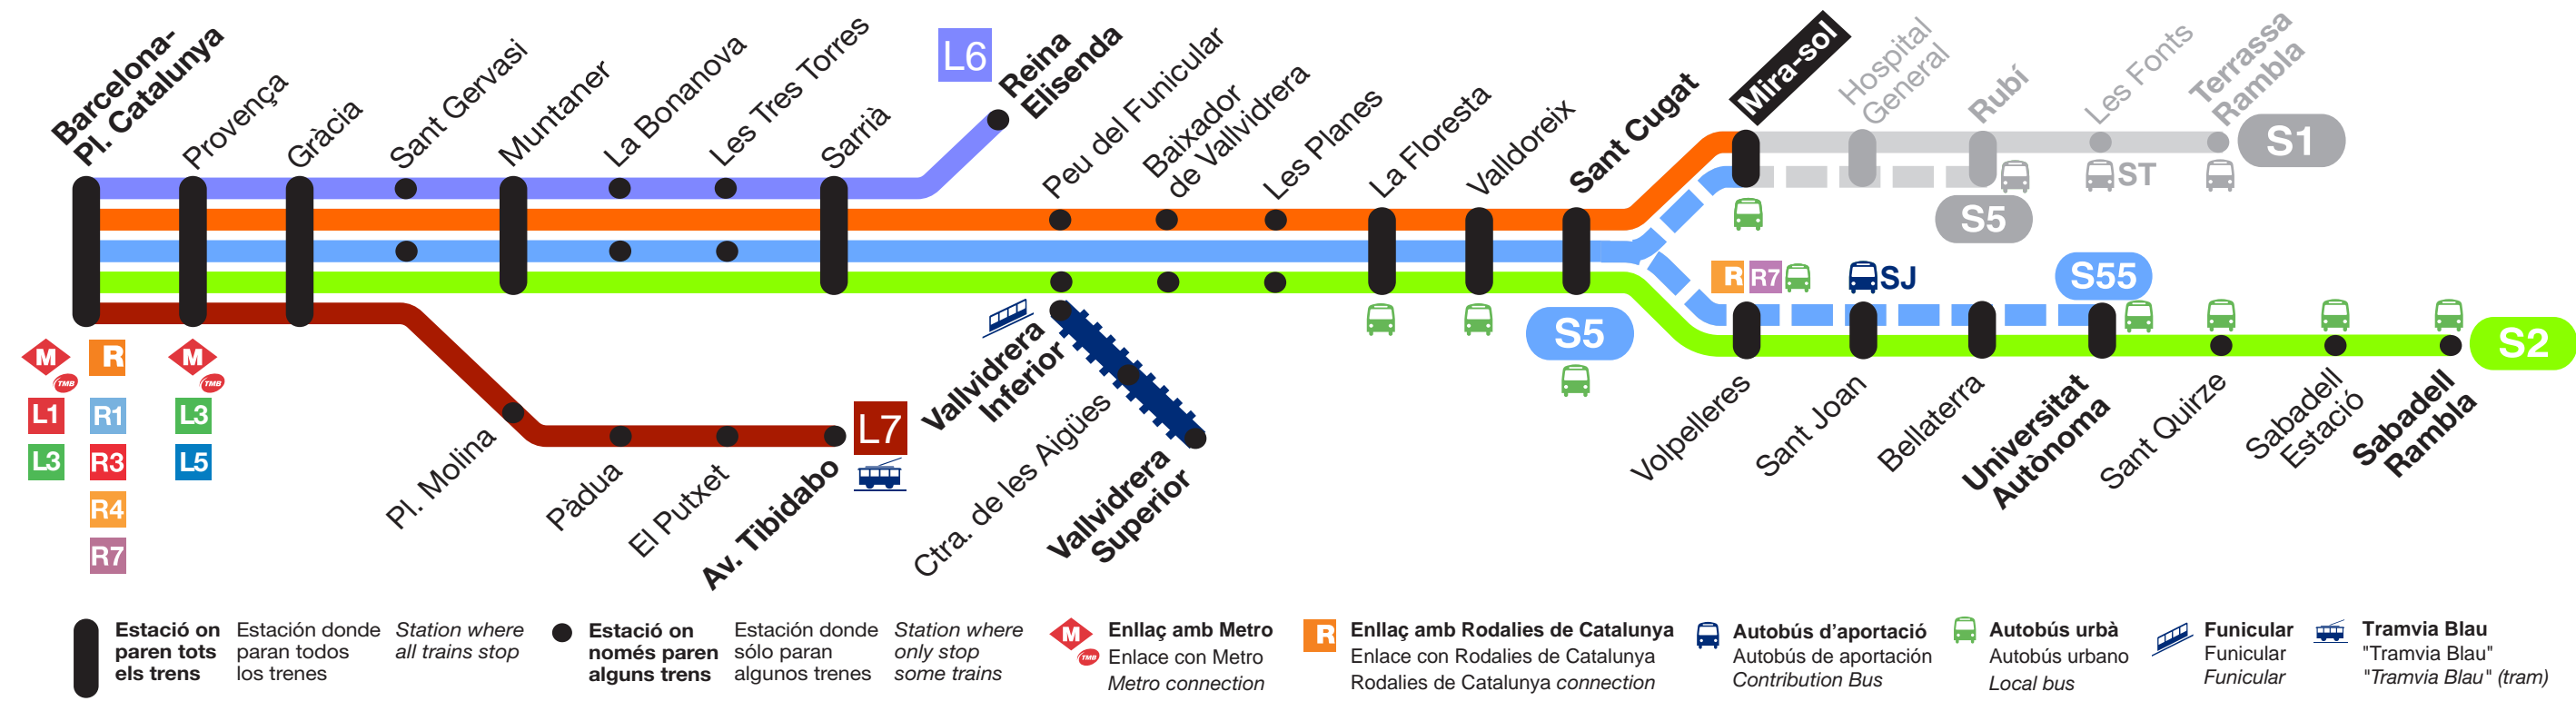 Barcelona-
Pl. Catalunya
Provença
Gràcia
Sant Gervasi
Muntaner
La Bonanova
Les Tres Torres
Sarrià
L6
Reina
Elisenda
Peu del Funicular
Baixador
de Vallvidrera
Les Planes
La Floresta
Valldoreix
Sant Cugat
Mira-sol
Hospital
General
Rubí
Les Fonts
Terrassa
Rambla
S1
ST
S5
R R7
SJ
S55
S5
S2
M
TMB
L1
L3
R
R1
R3
R4
R7
M
TMB
L3
L5
Pl. Molina
Pàdua
El Putxet
Av. Tibidabo
L7
Vallvidrera
Inferior
Ctra. de les Aigües
Vallvidrera
Superior
Volpelleres
Sant Joan
Bellaterra
Universitat
Autònoma
Sant Quirze
Sabadell
Estació
Sabadell
Rambla
Estació on
paren tots
els trens
Estación donde
paran todos
los trenes
Station where
all trains stop
Estació on
només paren
alguns trens
Estación donde
sólo paran
algunos trenes
Station where
only stop
some trains
M
TMB
Enllaç amb Metro
Enlace con Metro
Metro connection
R
Enllaç amb Rodalies de Catalunya
Enlace con Rodalies de Catalunya
Rodalies de Catalunya connection
Autobús d'aportació
Autobús de aportación
Contribution Bus
Autobús urbà
Autobús urbano
Local bus
Funicular
Funicular
Funicular
Tramvia Blau
"Tramvia Blau"
"Tramvia Blau" (tram)